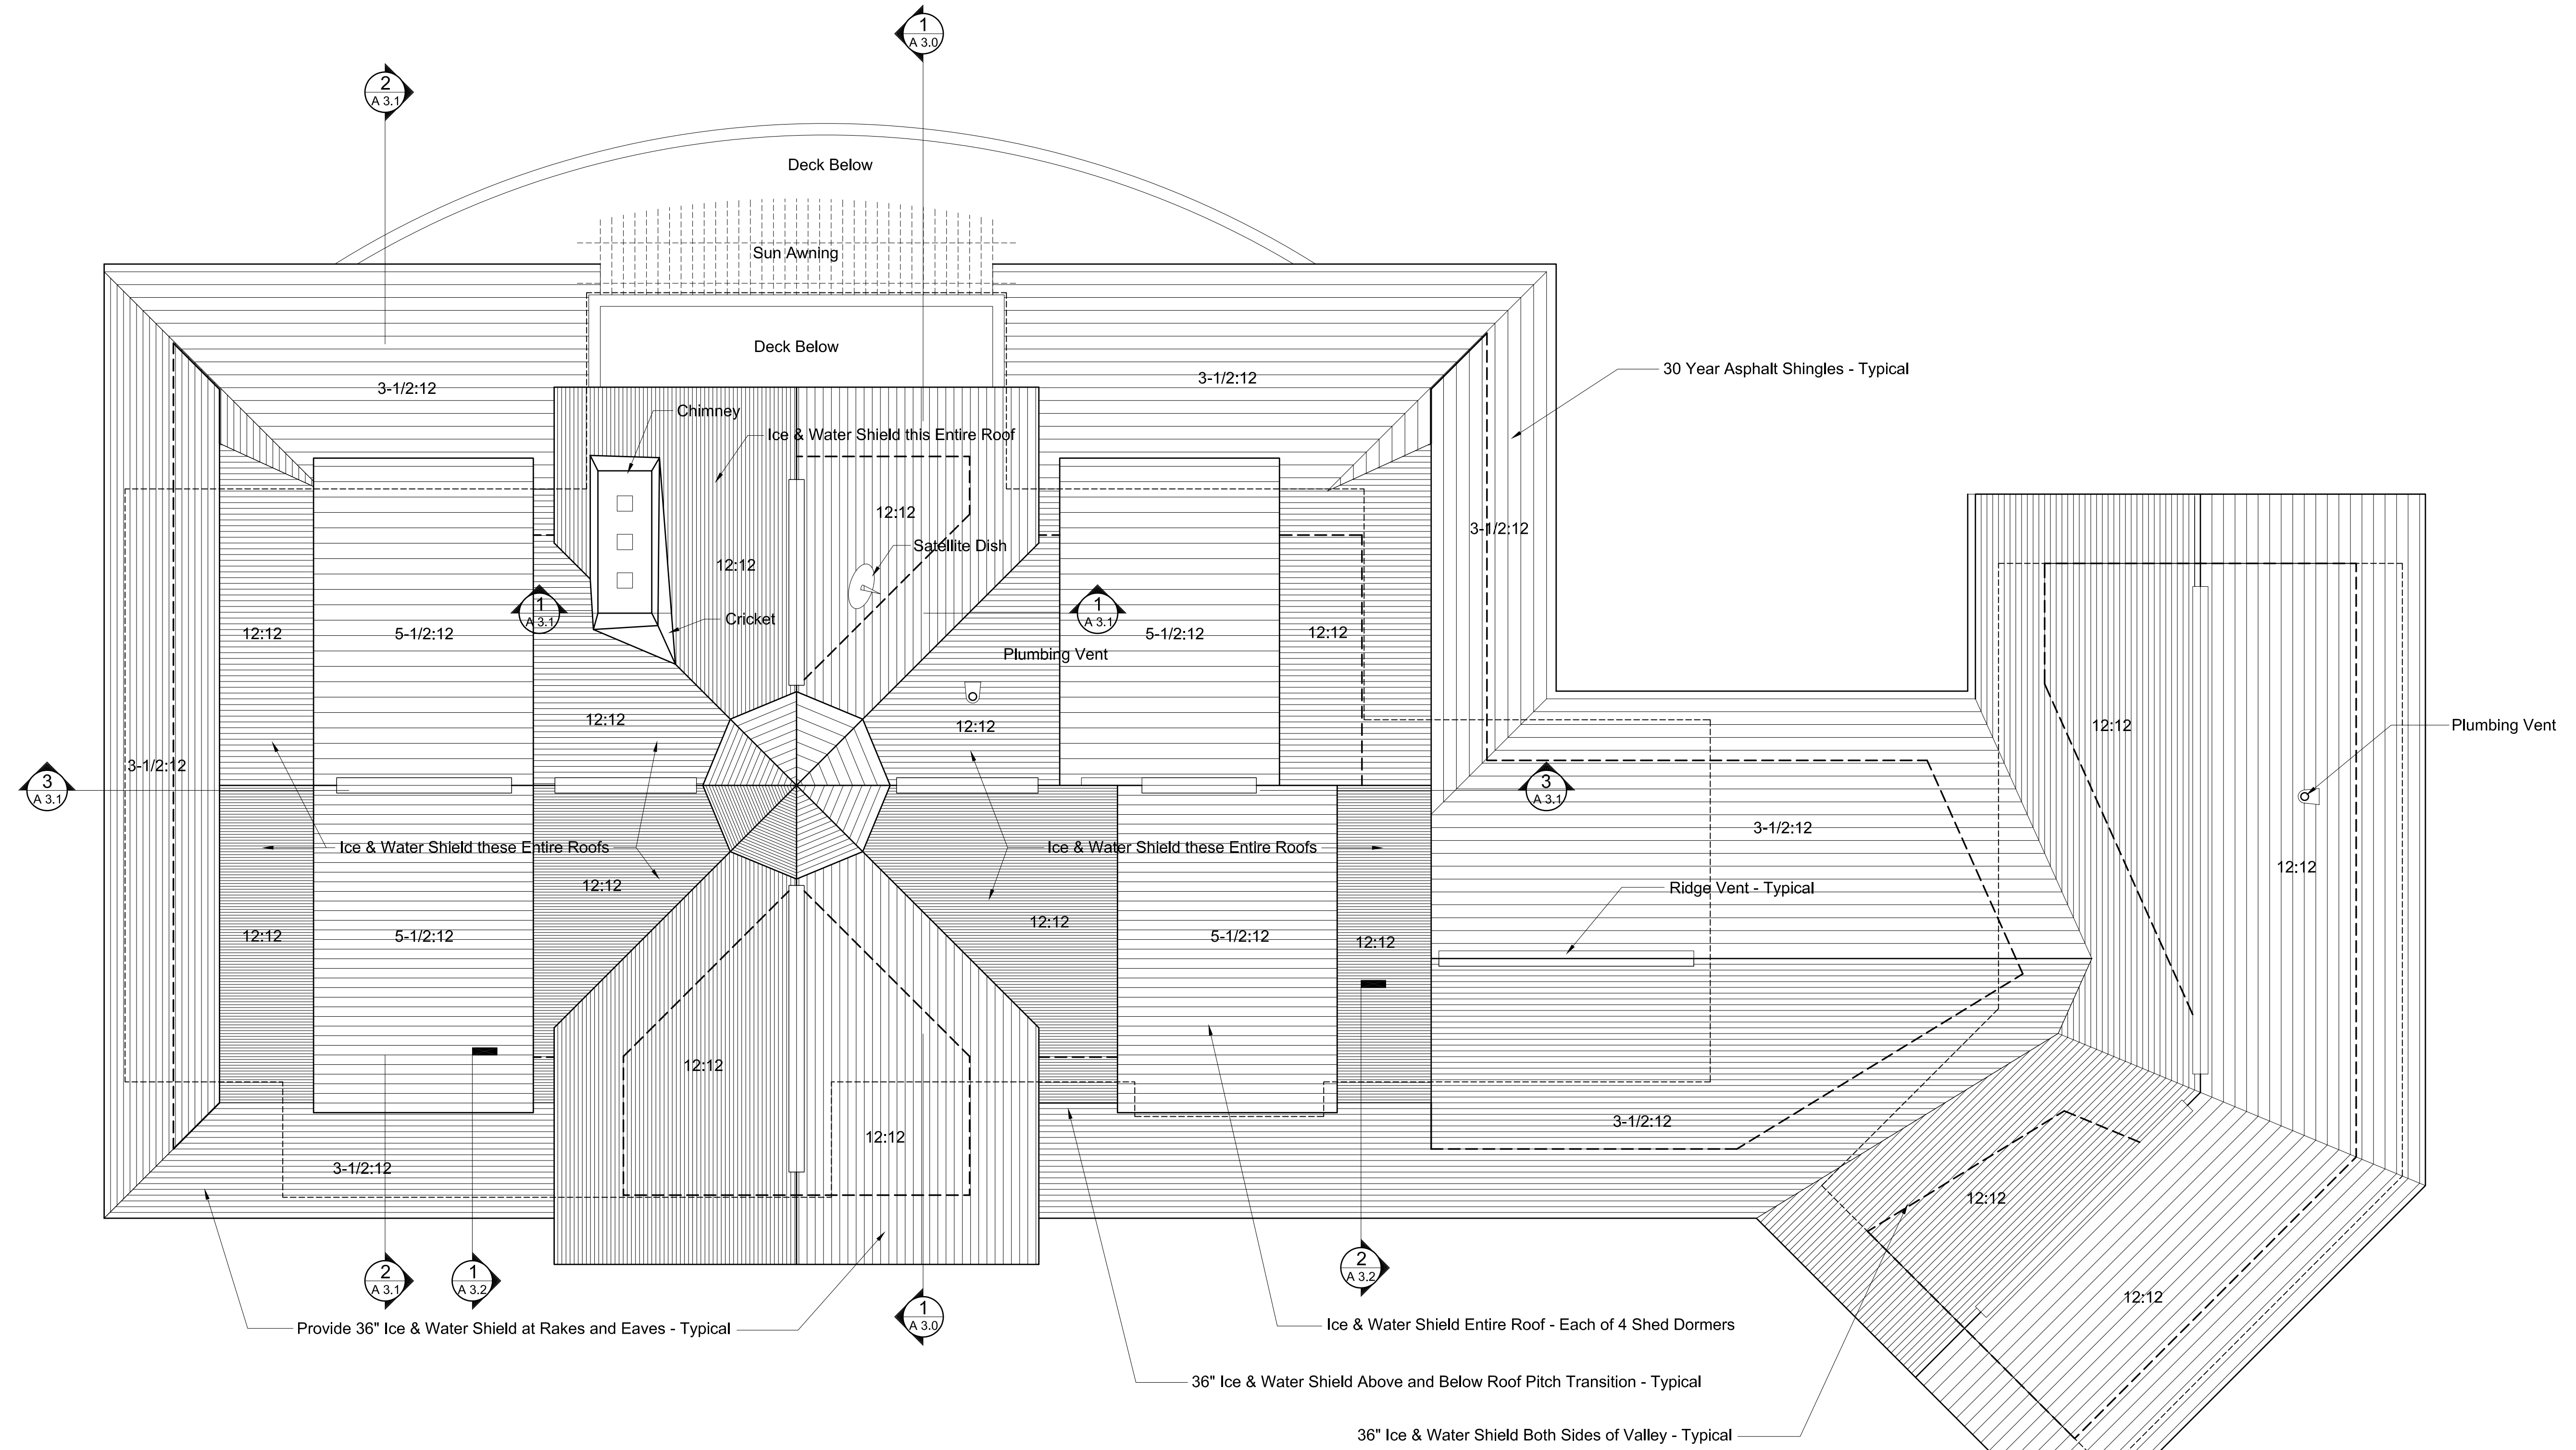 1
A 3.0
2
A 3.1
Deck Below
Sun Awning
Deck Below
3-1/2:12
3-1/2:12
30 Year Asphalt Shingles - Typical
Chimney
Ice & Water Shield this Entire Roof
12:12
3-1/2:12
Satellite Dish
12:12
1
A 3.1
1
A 3.1
Cricket
12:12
5-1/2:12
5-1/2:12
12:12
Plumbing Vent
12:12
12:12
12:12
Plumbing Vent
3-1/2:12
3
A 3.1
3
A 3.1
3-1/2:12
Ice & Water Shield these Entire Roofs
Ice & Water Shield these Entire Roofs
12:12
12:12
Ridge Vent - Typical
12:12
12:12
5-1/2:12
5-1/2:12
12:12
12:12
3-1/2:12
12:12
3-1/2:12
12:12
12:12
2
A 3.1
1
A 3.2
2
A 3.2
1
A 3.0
Provide 36" Ice & Water Shield at Rakes and Eaves - Typical
Ice & Water Shield Entire Roof - Each of 4 Shed Dormers
36" Ice & Water Shield Above and Below Roof Pitch Transition - Typical
36" Ice & Water Shield Both Sides of Valley - Typical